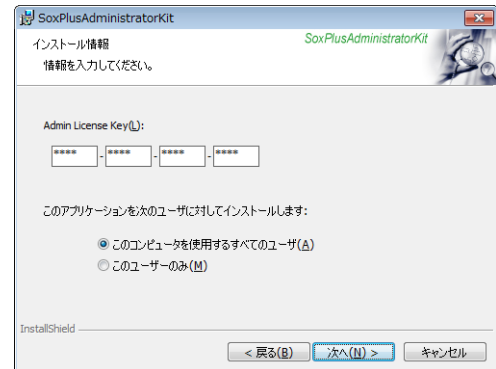 SoxPlusAdministratorKit
インストール情報
SoxPlusAdministratorKit
情報を入力してください。
Admin License Key(L):
**** - **** - **** - ****
このアプリケーションを次のユーザに対してインストールします:
このコンピュータを使用するすべてのユーザ(A)
このユーザーのみ(M)
InstallShield
< 戻る(B) 次へ(N) > キャンセル